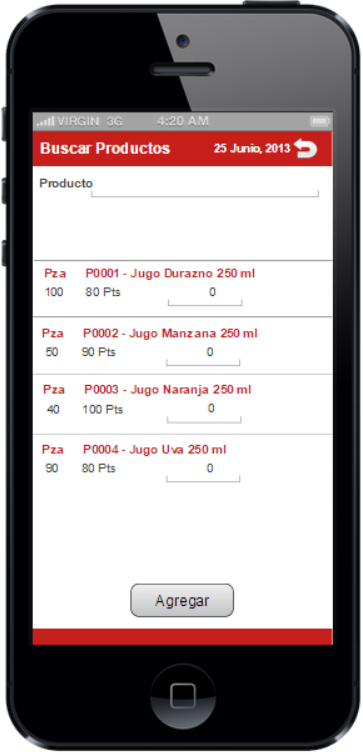 VIRGIN 3G 4:20 AM
Buscar Productos 25 Junio, 2013
Producto
Pza P0001 - Jugo Durazno 250 ml
100 80 Pts 0
Pza P0002 - Jugo Manzana 250 ml
50 90 Pts 0
Pza P0003 - Jugo Naranja 250 ml
40 100 Pts 0
Pza P0004 - Jugo Uva 250 ml
90 80 Pts 0
Agregar